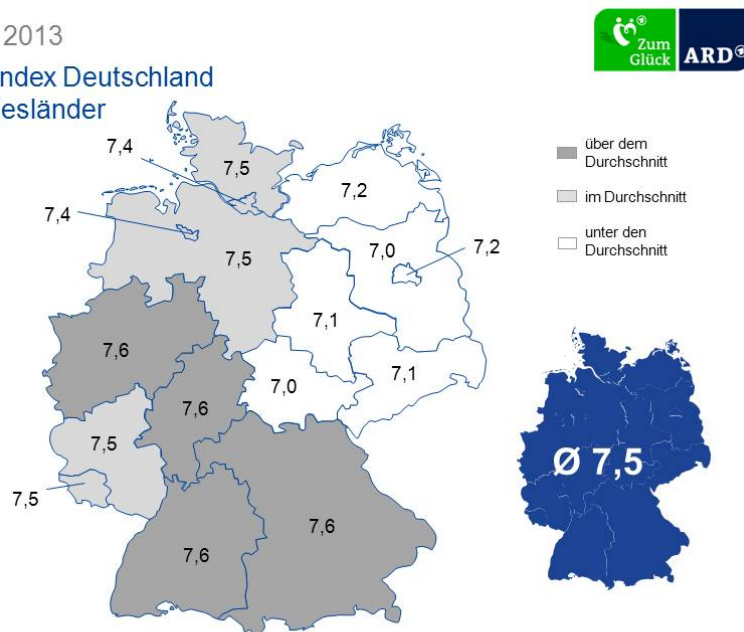 2013
ndex Deutschland
esländer
Zum
Glück
ARD
über dem
Durchschnitt
im Durchschnitt
unter den
Durchschnitt
7,4
7,5
7,2
7,4
7,5
7,0
7,2
7,1
7,6
7,0
7,1
7,6
7,5
7,5
7,6
7,6
Ø 7,5